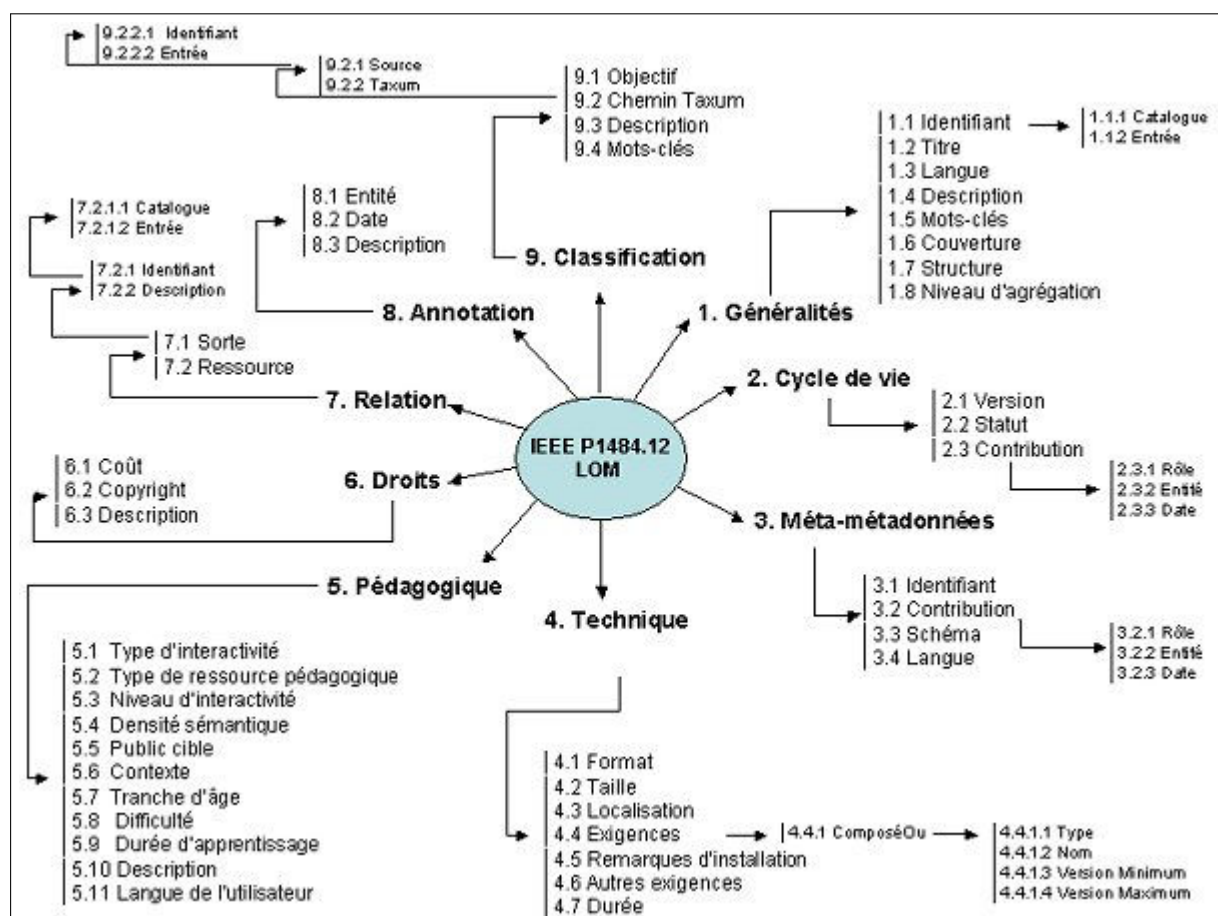 IEEE P1484.12
LOM
1. Généralités
1.1 Identifiant
1.2 Titre
1.3 Langue
1.4 Description
1.5 Mots-clés
1.6 Couverture
1.7 Structure
1.8 Niveau d'agrégation
1.1.1 Catalogue
1.1.2 Entrée
2. Cycle de vie
2.1 Version
2.2 Statut
2.3 Contribution
2.3.1 Rôle
2.3.2 Entité
2.3.3 Date
3. Méta-métadonnées
3.1 Identifiant
3.2 Contribution
3.3 Schéma
3.4 Langue
3.2.1 Rôle
3.2.2 Entité
3.2.3 Date
4. Technique
4.1 Format
4.2 Taille
4.3 Localisation
4.4 Exigences
4.5 Remarques d'installation
4.6 Autres exigences
4.7 Durée
4.4.1 ComposéOu
4.4.1.1 Type
4.4.1.2 Nom
4.4.1.3 Version Minimum
4.4.1.4 Version Maximum
5. Pédagogique
5.1 Type d'interactivité
5.2 Type de ressource pédagogique
5.3 Niveau d'interactivité
5.4 Densité sémantique
5.5 Public cible
5.6 Contexte
5.7 Tranche d'âge
5.8 Difficulté
5.9 Durée d'apprentissage
5.10 Description
5.11 Langue de l'utilisateur
6. Droits
6.1 Coût
6.2 Copyright
6.3 Description
7. Relation
7.1 Sorte
7.2 Ressource
7.2.1 Identifiant
7.2.2 Description
7.2.1.1 Catalogue
7.2.1.2 Entrée
8. Annotation
8.1 Entité
8.2 Date
8.3 Description
9. Classification
9.1 Objectif
9.2 Chemin Taxum
9.3 Description
9.4 Mots-clés
9.2.1 Source
9.2.2 Taxum
9.2.2.1 Identifiant
9.2.2.2 Entrée